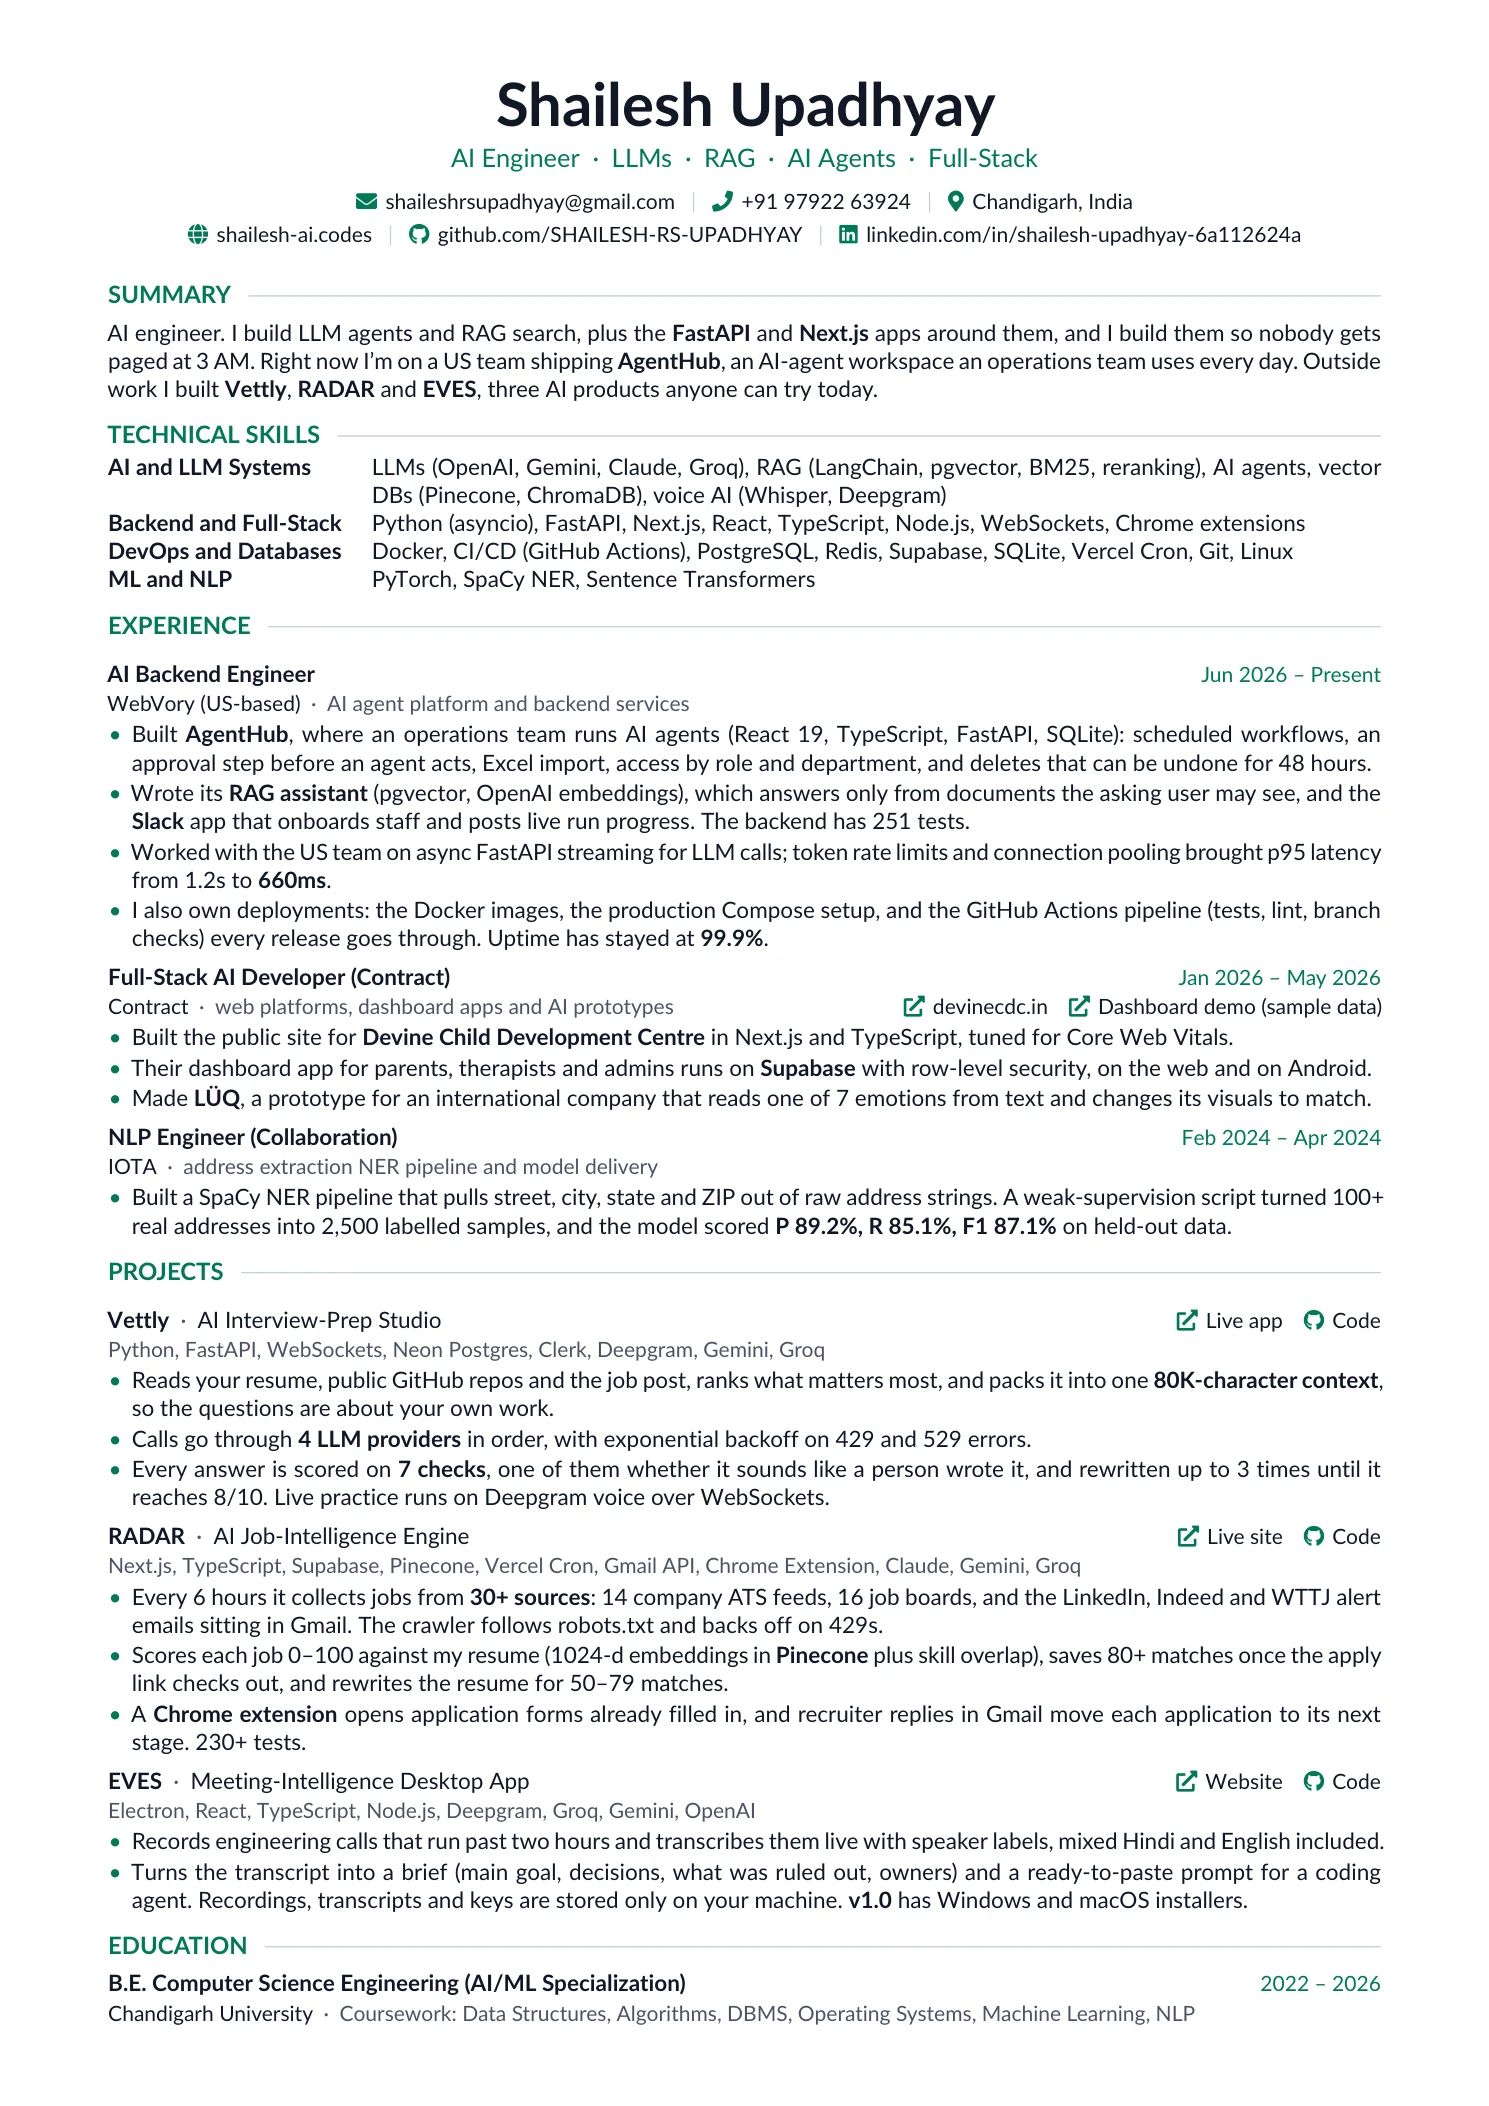 Shailesh Upadhyay
AI Engineer · LLMs · RAG · AI Agents · Full-Stack
shaileshrsupadhyay@gmail.com | +91 97922 63924 | Chandigarh, India
shailesh-ai.codes | github.com/SHAILESH-RS-UPADHYAY | linkedin.com/in/shailesh-upadhyay-6a112624a
SUMMARY
AI engineer. I build LLM agents and RAG search, plus the FastAPI and Next.js apps around them, and I build them so nobody gets
paged at 3 AM. Right now I'm on a US team shipping AgentHub, an AI-agent workspace an operations team uses every day. Outside
work I built Vettly, RADAR and EVES, three AI products anyone can try today.
TECHNICAL SKILLS
AI and LLM Systems LLMs (OpenAI, Gemini, Claude, Groq), RAG (LangChain, pgvector, BM25, reranking), AI agents, vector
DBs (Pinecone, ChromaDB), voice AI (Whisper, Deepgram)
Backend and Full-Stack Python (asyncio), FastAPI, Next.js, React, TypeScript, Node.js, WebSockets, Chrome extensions
DevOps and Databases Docker, CI/CD (GitHub Actions), PostgreSQL, Redis, Supabase, SQLite, Vercel Cron, Git, Linux
ML and NLP PyTorch, SpaCy NER, Sentence Transformers
EXPERIENCE
AI Backend Engineer Jun 2026 – Present
WebVory (US-based) · AI agent platform and backend services
• Built AgentHub, where an operations team runs AI agents (React 19, TypeScript, FastAPI, SQLite): scheduled workflows, an
approval step before an agent acts, Excel import, access by role and department, and deletes that can be undone for 48 hours.
• Wrote its RAG assistant (pgvector, OpenAI embeddings), which answers only from documents the asking user may see, and the
Slack app that onboards staff and posts live run progress. The backend has 251 tests.
• Worked with the US team on async FastAPI streaming for LLM calls; token rate limits and connection pooling brought p95 latency
from 1.2s to 660ms.
• I also own deployments: the Docker images, the production Compose setup, and the GitHub Actions pipeline (tests, lint, branch
checks) every release goes through. Uptime has stayed at 99.9%.
Full-Stack AI Developer (Contract) Jan 2026 – May 2026
Contract · web platforms, dashboard apps and AI prototypes devinecdc.in Dashboard demo (sample data)
• Built the public site for Devine Child Development Centre in Next.js and TypeScript, tuned for Core Web Vitals.
• Their dashboard app for parents, therapists and admins runs on Supabase with row-level security, on the web and on Android.
• Made LÜQ, a prototype for an international company that reads one of 7 emotions from text and changes its visuals to match.
NLP Engineer (Collaboration) Feb 2024 – Apr 2024
IOTA · address extraction NER pipeline and model delivery
• Built a SpaCy NER pipeline that pulls street, city, state and ZIP out of raw address strings. A weak-supervision script turned 100+
real addresses into 2,500 labelled samples, and the model scored P 89.2%, R 85.1%, F1 87.1% on held-out data.
PROJECTS
Vettly · AI Interview-Prep Studio Live app Code
Python, FastAPI, WebSockets, Neon Postgres, Clerk, Deepgram, Gemini, Groq
• Reads your resume, public GitHub repos and the job post, ranks what matters most, and packs it into one 80K-character context,
so the questions are about your own work.
• Calls go through 4 LLM providers in order, with exponential backoff on 429 and 529 errors.
• Every answer is scored on 7 checks, one of them whether it sounds like a person wrote it, and rewritten up to 3 times until it
reaches 8/10. Live practice runs on Deepgram voice over WebSockets.
RADAR · AI Job-Intelligence Engine Live site Code
Next.js, TypeScript, Supabase, Pinecone, Vercel Cron, Gmail API, Chrome Extension, Claude, Gemini, Groq
• Every 6 hours it collects jobs from 30+ sources: 14 company ATS feeds, 16 job boards, and the LinkedIn, Indeed and WTTJ alert
emails sitting in Gmail. The crawler follows robots.txt and backs off on 429s.
• Scores each job 0–100 against my resume (1024-d embeddings in Pinecone plus skill overlap), saves 80+ matches once the apply
link checks out, and rewrites the resume for 50–79 matches.
• A Chrome extension opens application forms already filled in, and recruiter replies in Gmail move each application to its next
stage. 230+ tests.
EVES · Meeting-Intelligence Desktop App Website Code
Electron, React, TypeScript, Node.js, Deepgram, Groq, Gemini, OpenAI
• Records engineering calls that run past two hours and transcribes them live with speaker labels, mixed Hindi and English included.
• Turns the transcript into a brief (main goal, decisions, what was ruled out, owners) and a ready-to-paste prompt for a coding
agent. Recordings, transcripts and keys are stored only on your machine. v1.0 has Windows and macOS installers.
EDUCATION
B.E. Computer Science Engineering (AI/ML Specialization) 2022 – 2026
Chandigarh University · Coursework: Data Structures, Algorithms, DBMS, Operating Systems, Machine Learning, NLP